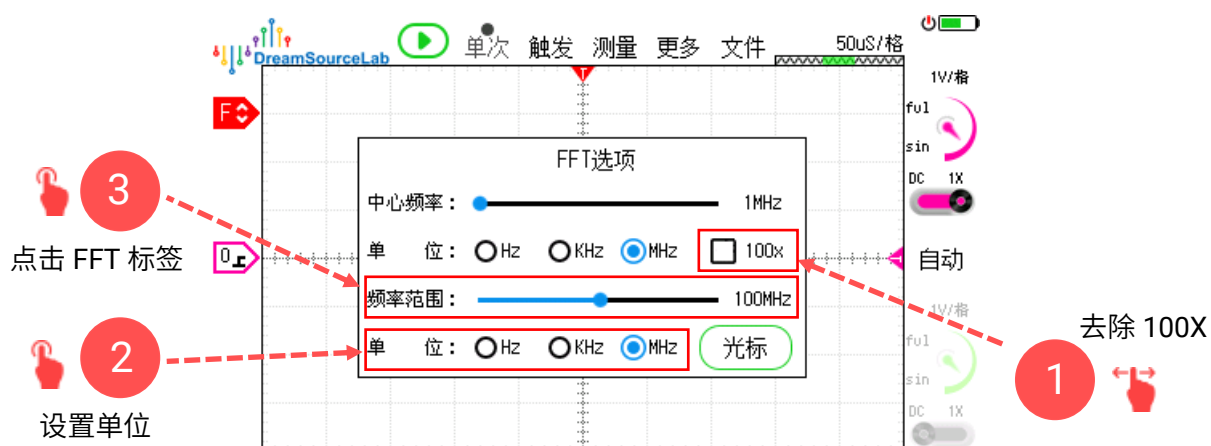 DreamSourceLab
单次 触发 测量 更多 文件
50uS/格
T
F
1V/格
ful
sin
DC 1X
FFT选项
中心频率: 1MHz
单 位: Hz KHz MHz 100x
频率范围: 100MHz
单 位: Hz KHz MHz 光标
0
自动
1V/格
ful
sin
DC 1X
3
点击 FFT 标签
2
设置单位
去除 100X
1